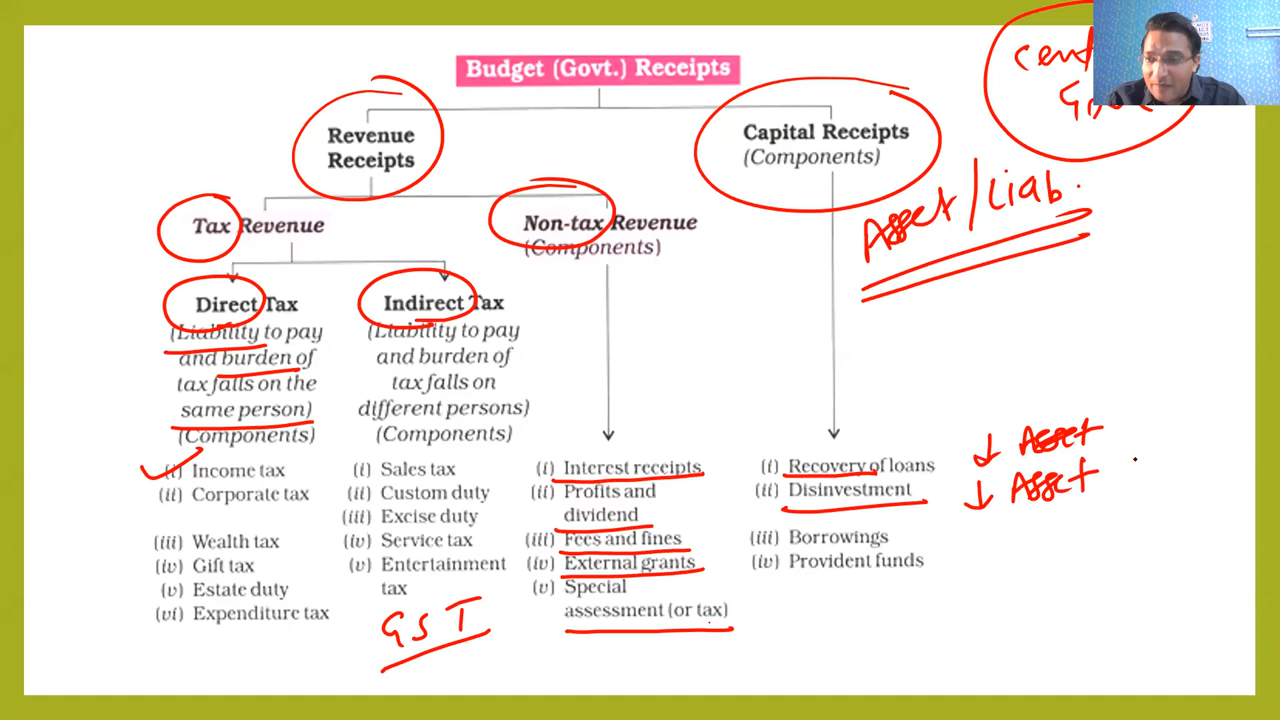 Budget (Govt.) Receipts
Revenue
Receipts
Capital Receipts
(Components)
Asset/Liab.
Tax Revenue
Non-tax Revenue
(Components)
Direct Tax
(Liability to pay
and burden of
tax falls on the
same person)
(Components)
(i) Income tax
(ii) Corporate tax
(iii) Wealth tax
(iv) Gift tax
(v) Estate duty
(vi) Expenditure tax
Indirect Tax
(Liability to pay
and burden of
tax falls on
different persons)
(Components)
(i) Sales tax
(ii) Custom duty
(iii) Excise duty
(iv) Service tax
(v) Entertainment
tax
GST
(i) Interest receipts
(ii) Profits and
dividend
(iii) Fees and fines
(iv) External grants
(v) Special
assessment (or tax)
(i) Recovery of loans
(ii) Disinvestment
(iii) Borrowings
(iv) Provident funds
↓ Asset
↓ Asset